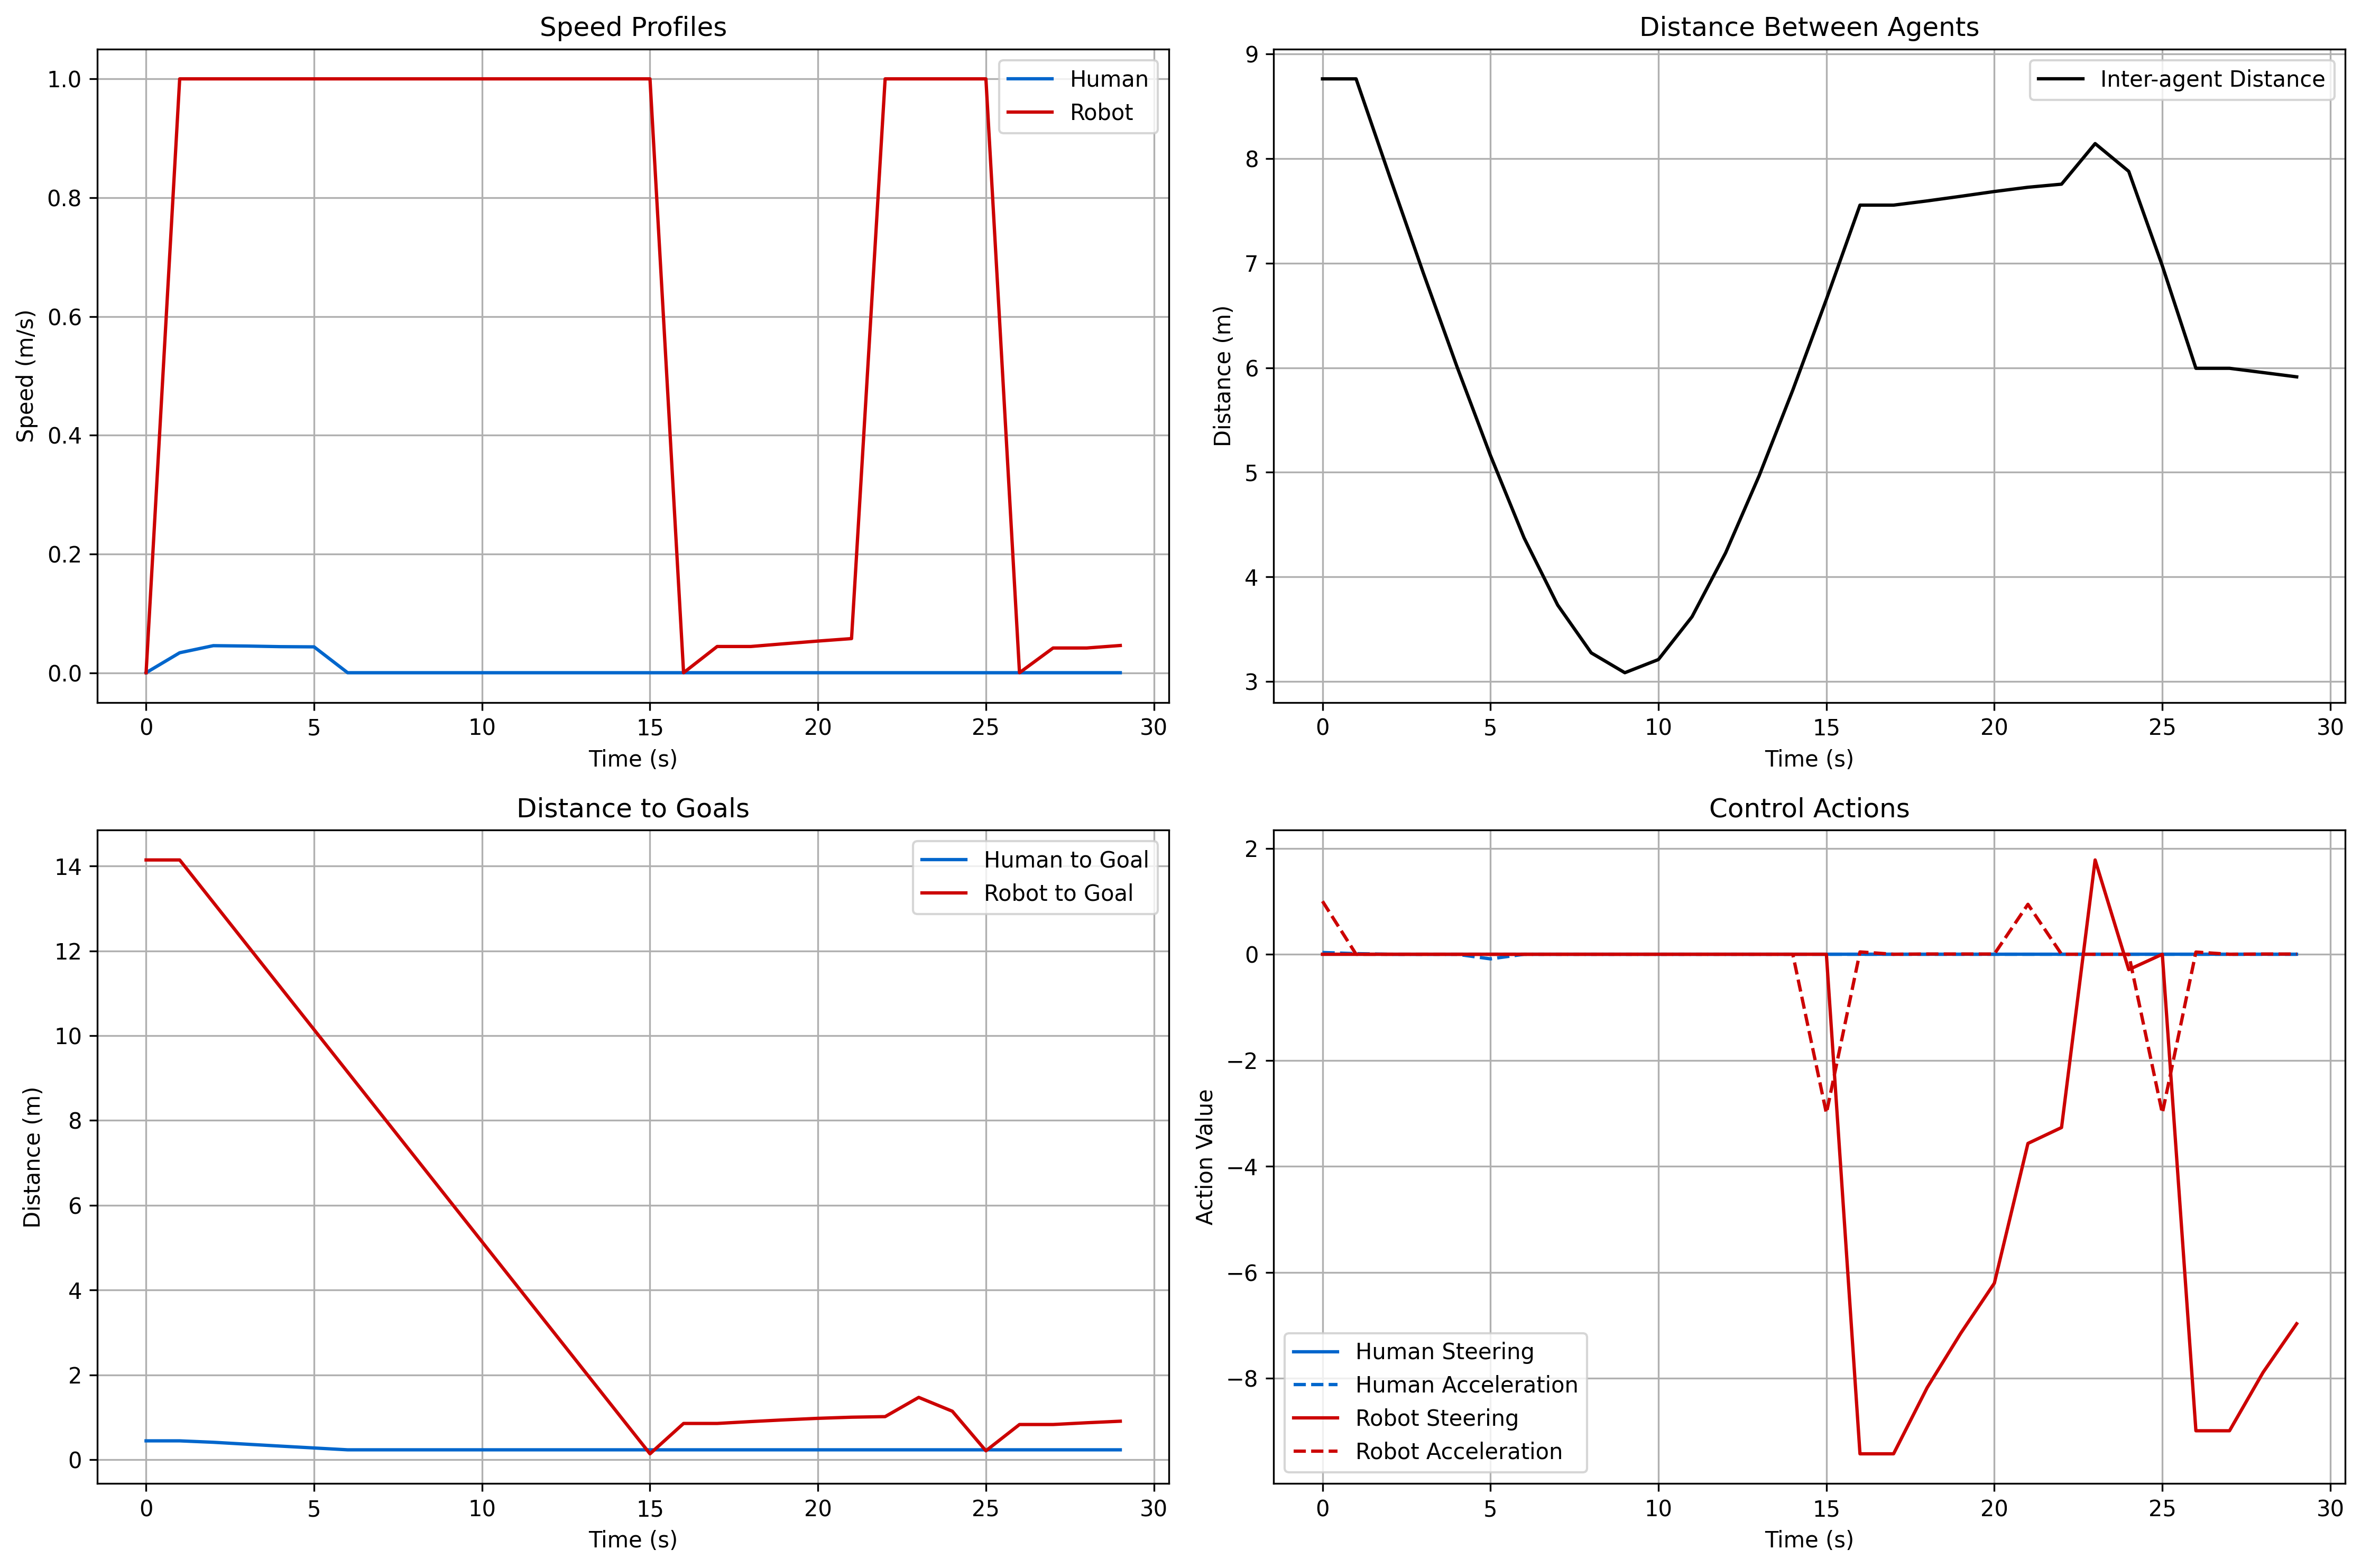 Speed Profiles
1.0
0.8
0.6
0.4
0.2
0.0
Speed (m/s)
Human
Robot
0 5 10 15 20 25 30
Time (s)
Distance Between Agents
9
8
7
6
5
4
3
Distance (m)
Inter-agent Distance
0 5 10 15 20 25 30
Time (s)
Distance to Goals
14
12
10
8
6
4
2
0
Distance (m)
Human to Goal
Robot to Goal
0 5 10 15 20 25 30
Time (s)
Control Actions
2
0
−2
−4
−6
−8
Action Value
Human Steering
Human Acceleration
Robot Steering
Robot Acceleration
0 5 10 15 20 25 30
Time (s)